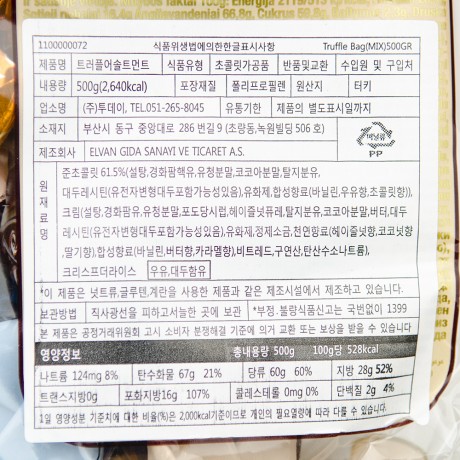 1100000072 식품위생법에의한한글표시사항 Truffle Bag(MIX)500GR
제품명 트러플어솔트먼트 식품유형 초콜릿가공품 반품및교환 수입원 및 구입처
내용량 500g(2,640kcal) 포장재질 폴리프로필렌 원산지 터키
업소명 (주)투데이, TEL.051-265-8045 유통기한 제품의 별도표시일까지
소재지 부산시 동구 중앙대로 286 번길 9 (초량동,녹원빌딩 506 호)
제조회사 ELVAN GIDA SANAYI VE TICARET A.S.
비닐류
PP
원재료명
준초콜릿 61.5%(설탕,경화팜핵유,유청분말,코코아분말,탈지분유,
대두레시틴(유전자변형대두포함가능성있음),유화제,합성향료(바닐린,우유향,초콜릿향)),
크림(설탕,경화팜유,유청분말,포도당시럽,헤이즐넛퓨레,탈지분유,코코아분말,버터,대두레
시틴(유전자변형대두포함가능성있음),유화제,정제소금,천연향료(헤이즐넛향,코코넛향
,딸기향),합성향료(바닐린,버터향,카라멜향),비트레드,구연산,탄산수소나트륨),
크리스프더라이스 우유,대두함유
*이 제품은 넛트류,글루텐,계란을 사용한 제품과 같은 제조시설에서 제조하고 있습니다.
보관방법 직사광선을 피하고서늘한 곳에 보관 *부정.불량식품신고는 국번없이 1399
본 제품은 공정거래위원회 고시 소비자 분쟁해결 기준에 의거 교환 또는 보상을 받을 수 있습니다.
영양정보 총내용량 500g 100g당 528kcal
나트륨 124mg 8% 탄수화물 67g 21% 당류 60g 60% 지방 28g 52%
트랜스지방0g 포화지방16g 107% 콜레스테롤 0mg 0% 단백질 2g 4%
1일 영양성분 기준치에 대한 비율(%)은 2,000kcal기준이므로 개인의 필요열량에 따라 다를 수 있습니다.